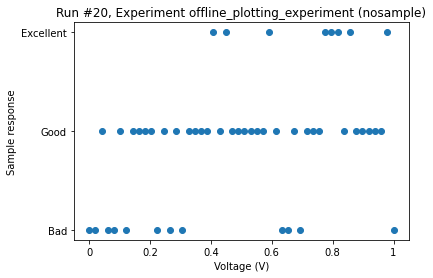 Run #20, Experiment offline_plotting_experiment (nosample)
Excellent
Good
Bad
Sample response
0
0.2
0.4
0.6
0.8
1
Voltage (V)